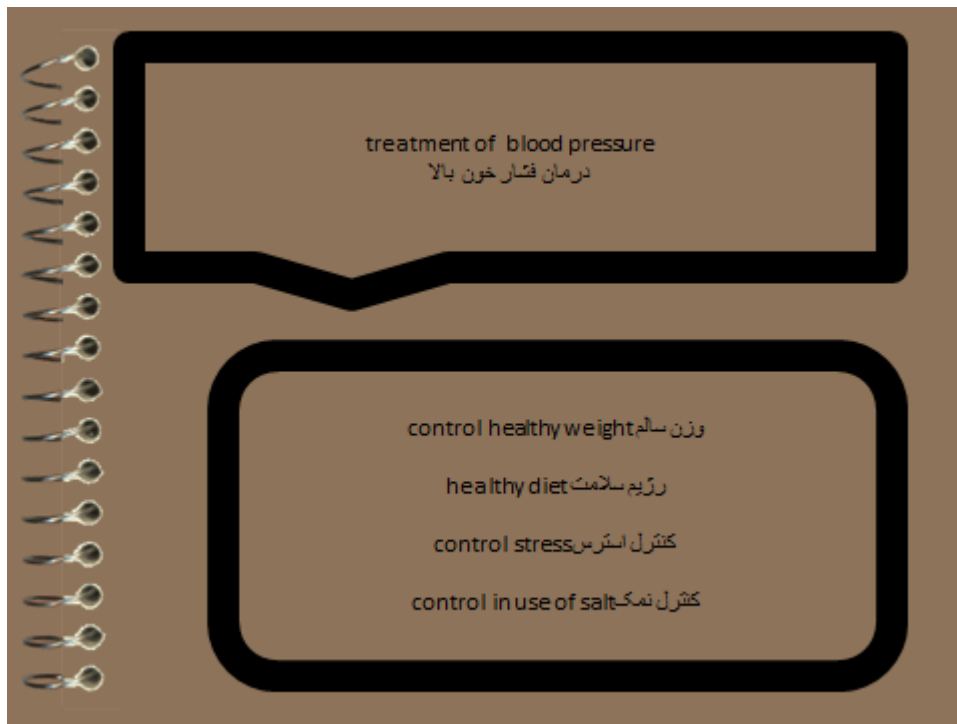 treatment of blood pressure
درمان فشار خون بالا
control healthy weight وزن سالم
healthy diet رژیم سلامت
control stress کنترل استرس
control in use of salt کنترل نمک